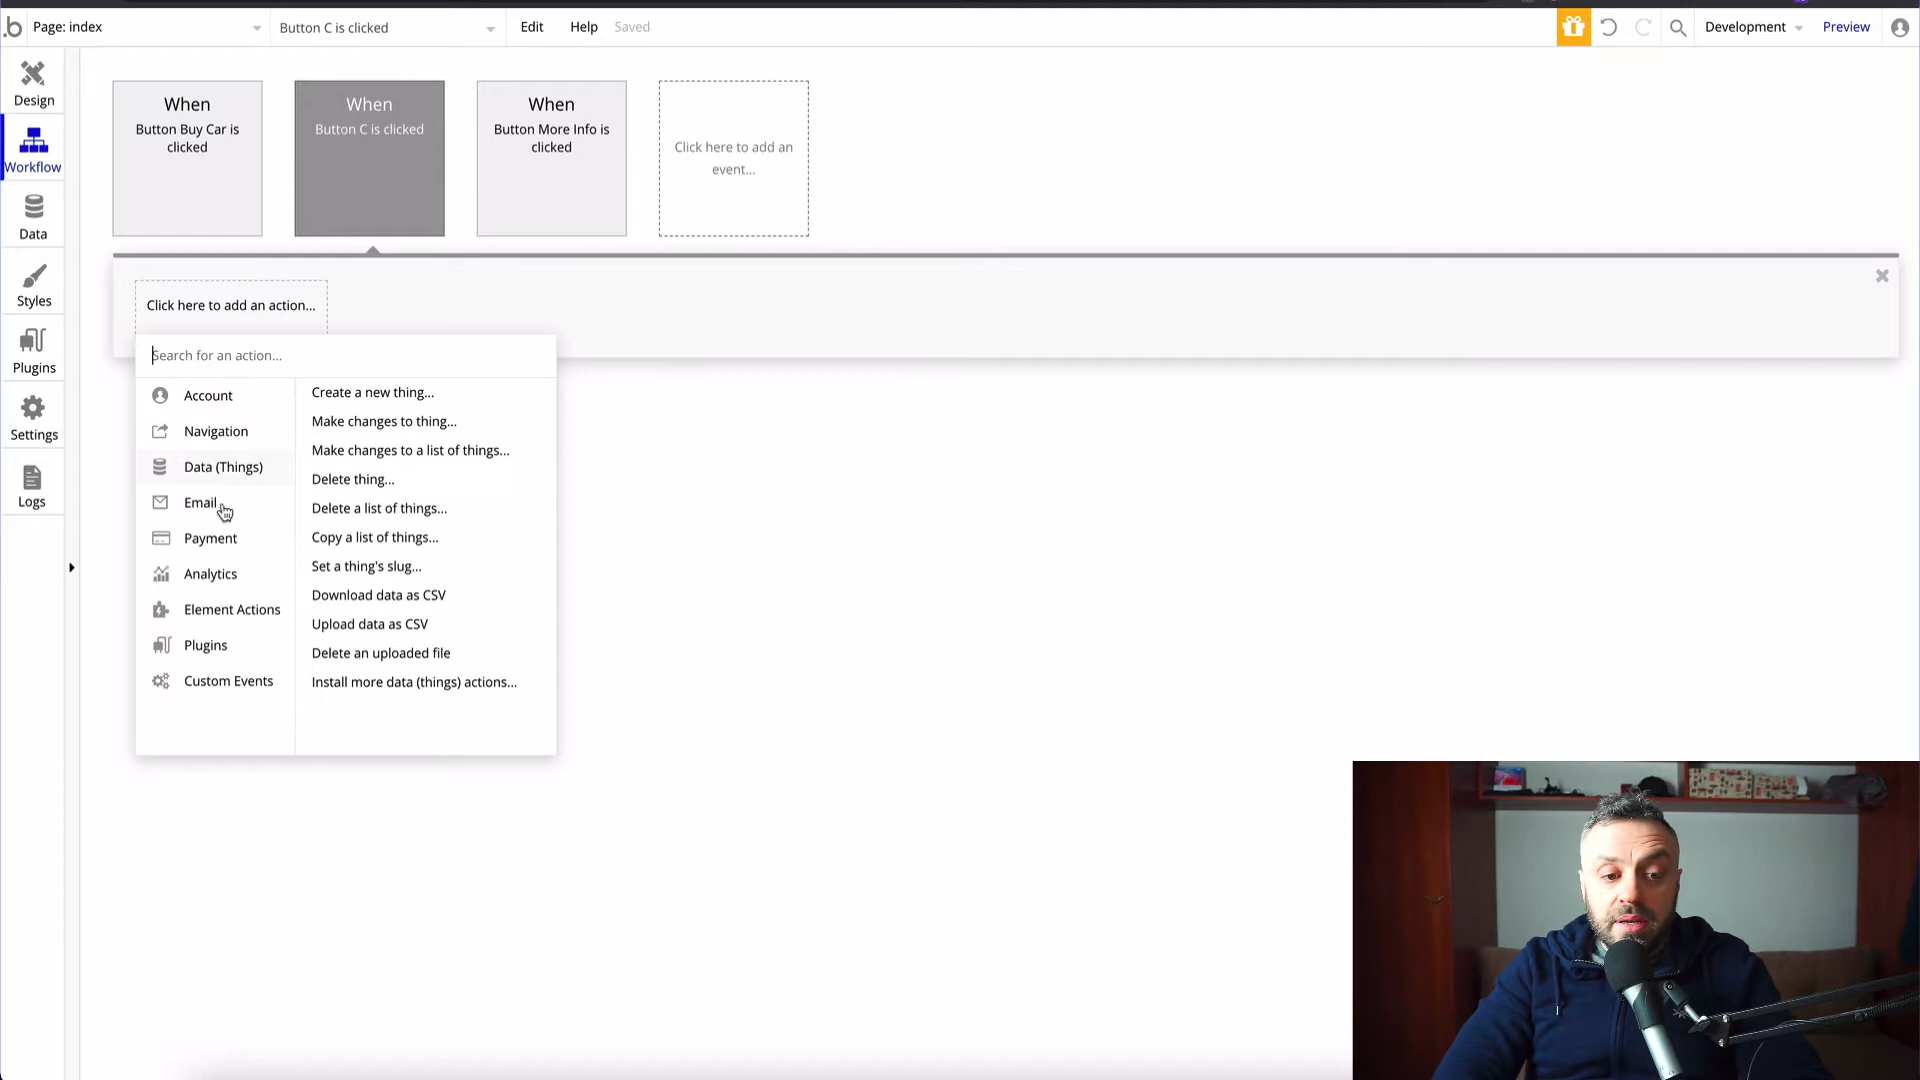 Page: index
Button C is clicked
Edit
Help
Saved
Development
Preview
Design
Workflow
Data
Styles
Plugins
Settings
Logs
When
Button Buy Car is
clicked
When
Button C is clicked
When
Button More Info is
clicked
Click here to add an
event...
Click here to add an action...
Search for an action...
Account
Navigation
Data (Things)
Email
Payment
Analytics
Element Actions
Plugins
Custom Events
Create a new thing...
Make changes to thing...
Make changes to a list of things...
Delete thing...
Delete a list of things...
Copy a list of things...
Set a thing's slug...
Download data as CSV
Upload data as CSV
Delete an uploaded file
Install more data (things) actions...